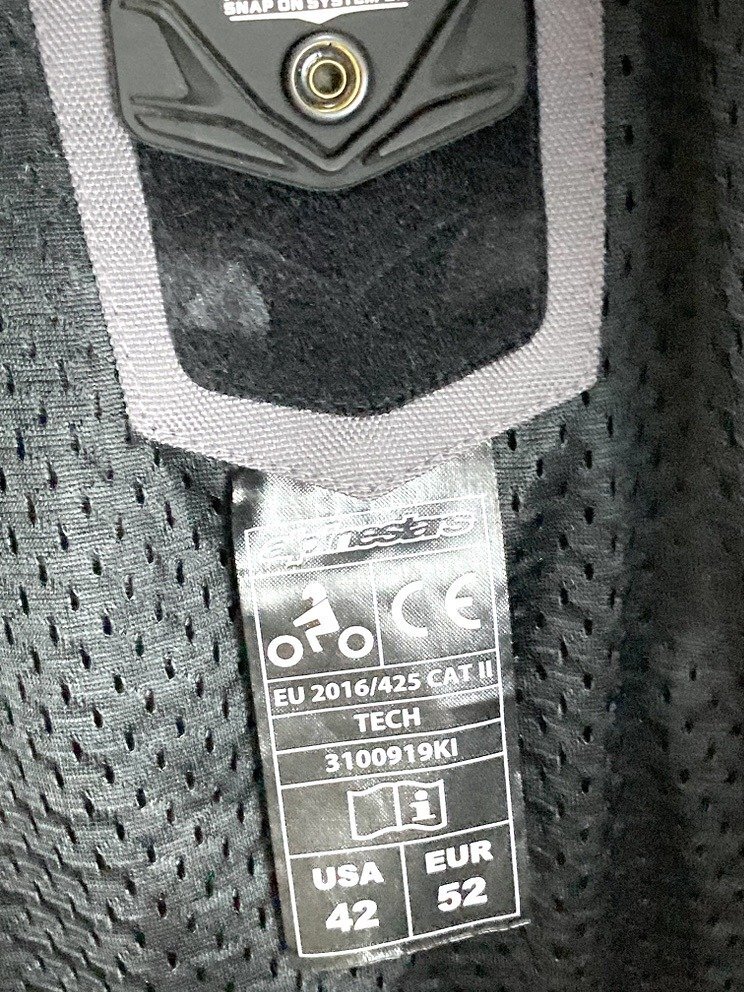 SNAP ON SYSTEM
alpinestars
CE
EU 2016/425 CAT II
TECH
3100919KI
i
USA
42
EUR
52